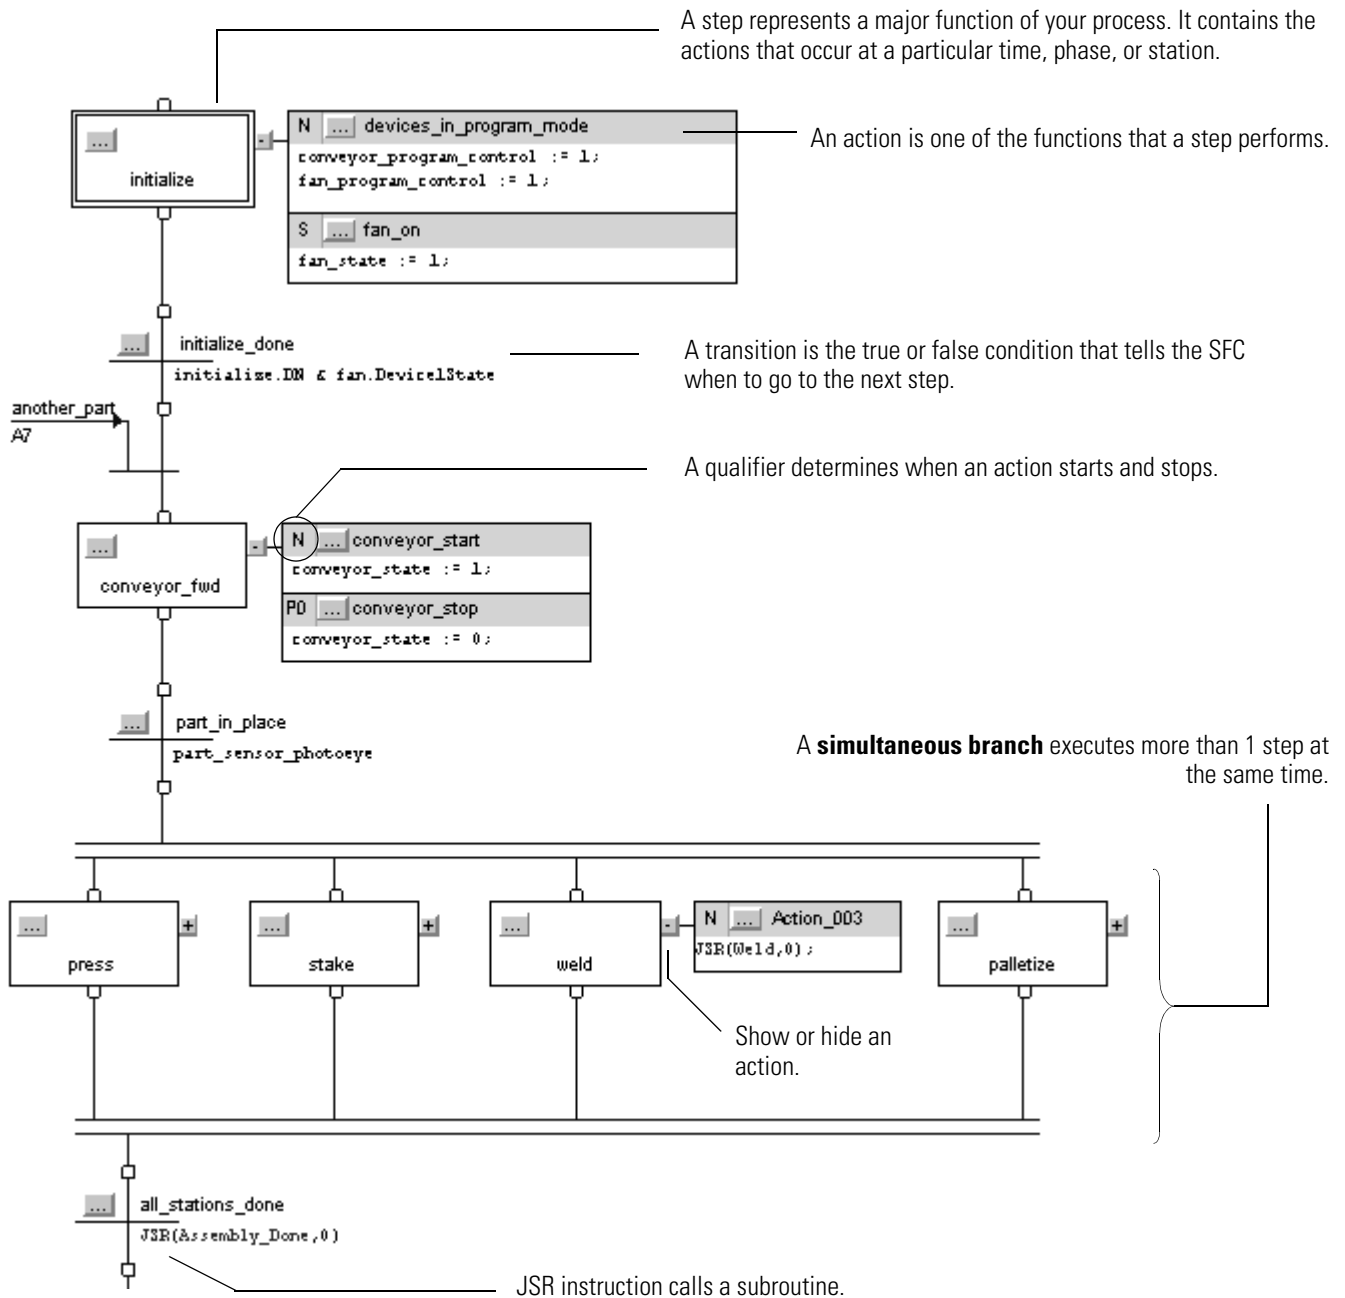 A step represents a major function of your process. It contains the
actions that occur at a particular time, phase, or station.
...
initialize
-
N ... devices_in_program_mode
conveyor_program_control := 1;
fan_program_control := 1;
S ... fan_on
fan_state := 1;
An action is one of the functions that a step performs.
... initialize_done
initialize.DN & fan.Device1State
A transition is the true or false condition that tells the SFC
when to go to the next step.
another_part
A7
A qualifier determines when an action starts and stops.
...
conveyor_fwd
-
N ... conveyor_start
conveyor_state := 1;
P0 ... conveyor_stop
conveyor_state := 0;
... part_in_place
part_sensor_photoeye
A simultaneous branch executes more than 1 step at
the same time.
... +
press
... +
stake
... -
weld
N ... Action_003
JSR(Weld,0);
... +
palletize
Show or hide an
action.
... all_stations_done
JSR(Assembly_Done,0)
JSR instruction calls a subroutine.